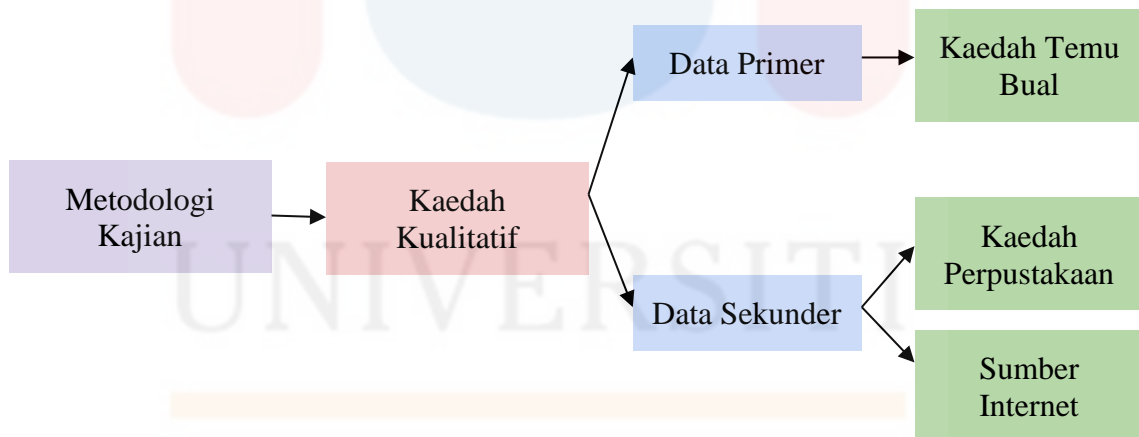 Metodologi
Kajian
Kaedah
Kualitatif
Data Primer
Kaedah Temu
Bual
Data Sekunder
Kaedah
Perpustakaan
Sumber
Internet
UNIVERSITI